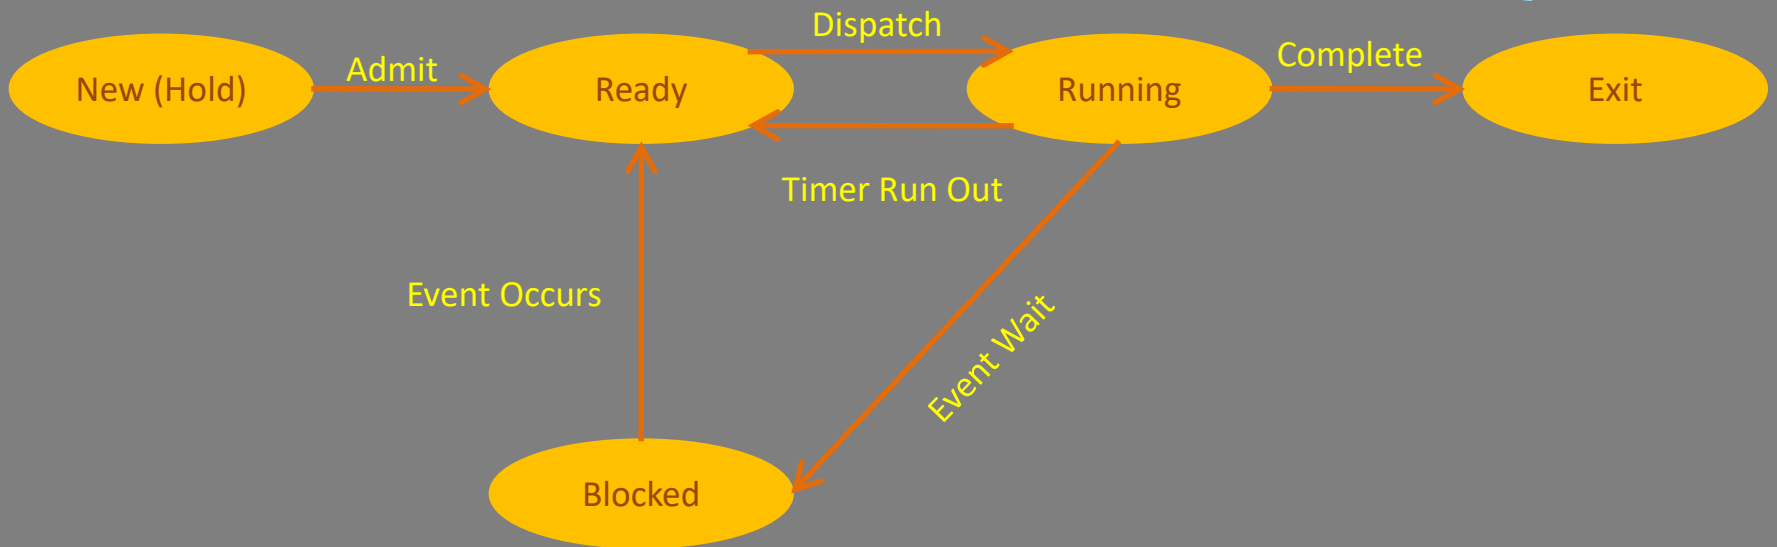 Dispatch
New (Hold)
Admit
Ready
Running
Complete
Exit
Timer Run Out
Event Occurs
Event Wait
Blocked